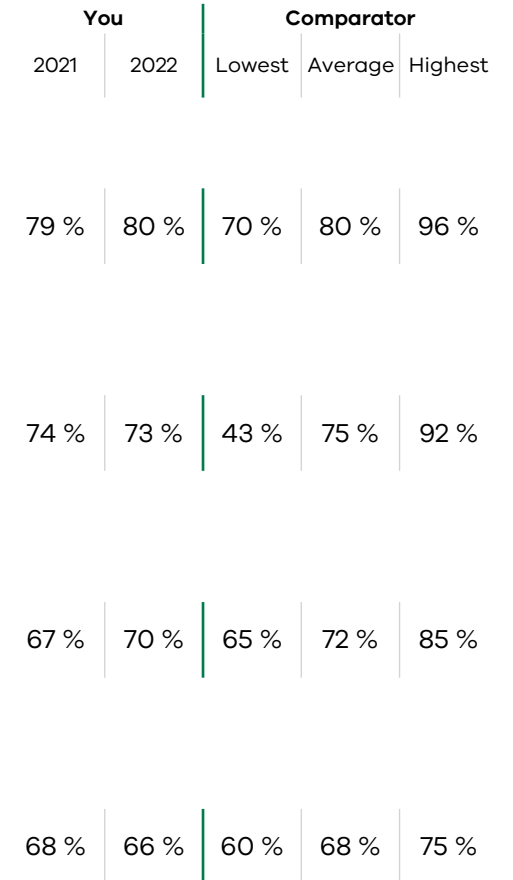 You Comparator
2021 2022 Lowest Average Highest
79 % 80 % 70 % 80 % 96 %
74 % 73 % 43 % 75 % 92 %
67 % 70 % 65 % 72 % 85 %
68 % 66 % 60 % 68 % 75 %